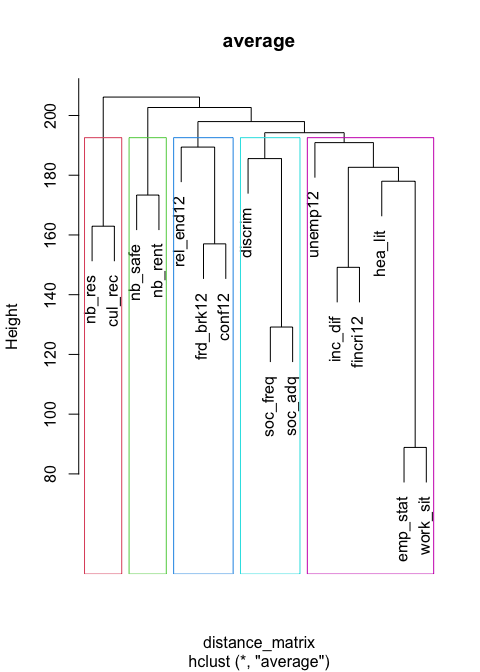 average
Height
80
100
120
140
160
180
200
nb_res
cul_rec
nb_safe
nb_rent
rel_end12
frd_brk12
conf12
discrim
soc_freq
soc_adq
unemp12
inc_dif
fincri12
hea_lit
emp_stat
work_sit
distance_matrix
hclust (*, "average")